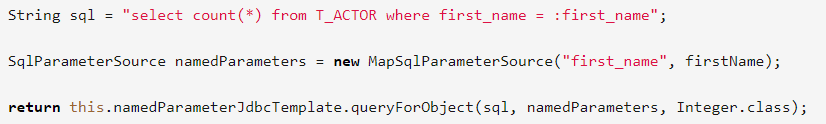 String sql = "select count(*) from T_ACTOR where first_name = :first_name";
SqlParameterSource namedParameters = new MapSqlParameterSource("first_name", firstName);
return this.namedParameterJdbcTemplate.queryForObject(sql, namedParameters, Integer.class);